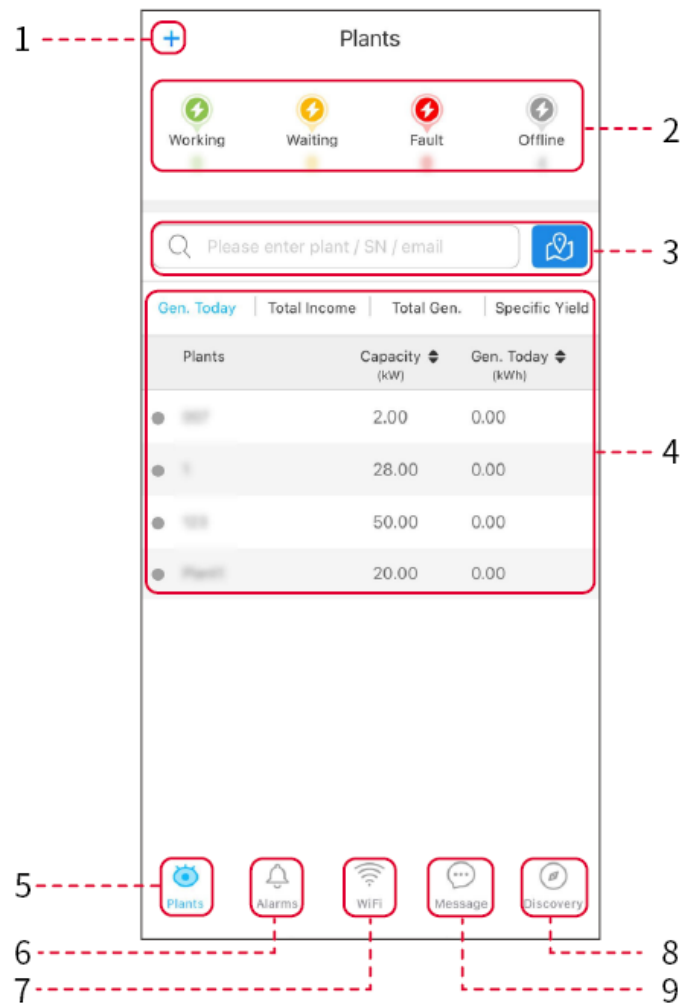 1
Plants
Working Waiting Fault Offline
2
Please enter plant / SN / email
3
Gen. Today Total Income Total Gen. Specific Yield
Plants Capacity Gen. Today
(kW) (kWh)
2.00 0.00
4
28.00 0.00
50.00 0.00
20.00 0.00
5
Plants Alarms WiFi Message Discovery
6 8
7 9